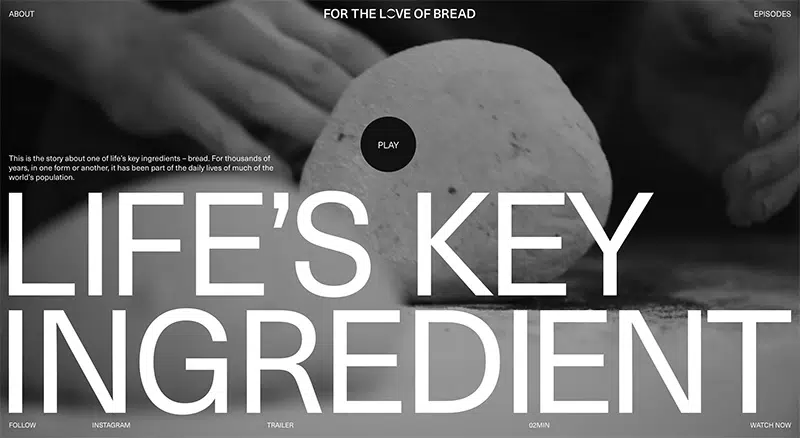 ABOUT
FOR THE LOVE OF BREAD
EPISODES
PLAY
This is the story about one of life's key ingredients – bread. For thousands of
years, in one form or another, it has been part of the daily lives of much of the
world's population.
LIFE’S KEY
INGREDIENT
FOLLOW
INSTAGRAM
TRAILER
02MIN
WATCH NOW